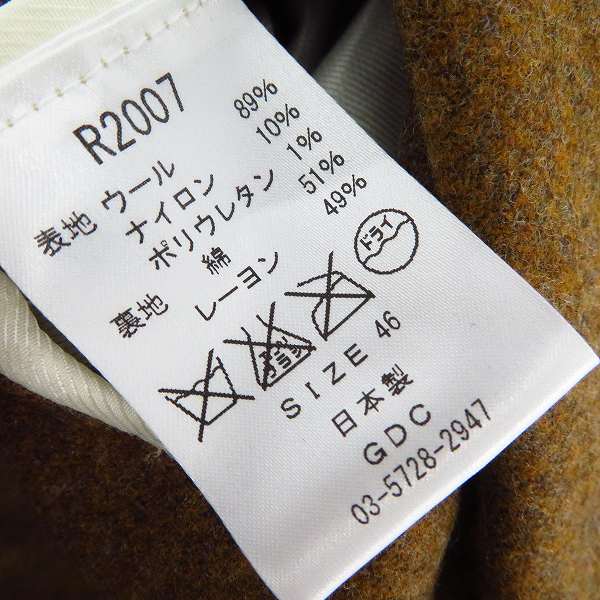 R2007
表地 ウール 89%
ナイロン 10%
ポリウレタン 1%
裏地 綿 51%
レーヨン 49%
ドライ
SIZE 46
日本製
GDC
03-5728-2947